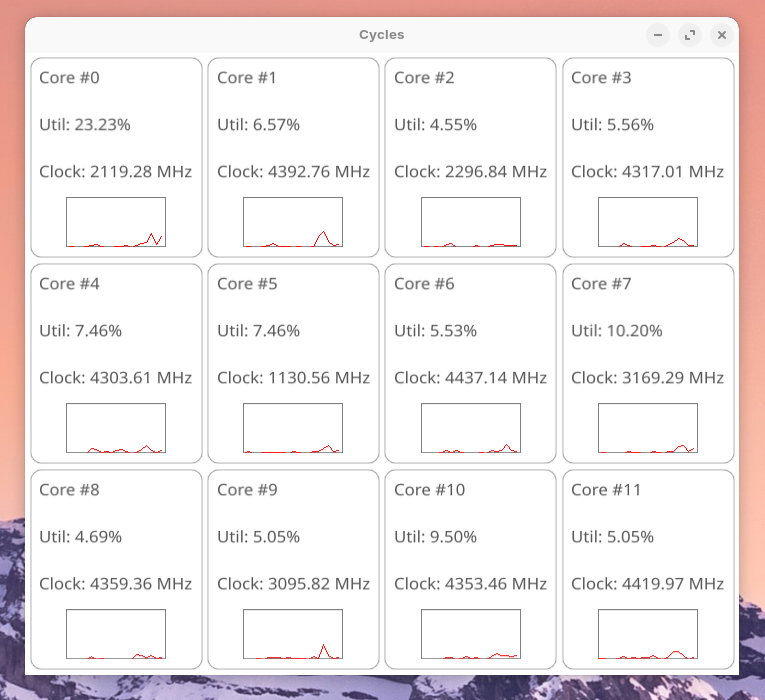 Cycles
Core #0
Util: 23.23%
Clock: 2119.28 MHz
Core #1
Util: 6.57%
Clock: 4392.76 MHz
Core #2
Util: 4.55%
Clock: 2296.84 MHz
Core #3
Util: 5.56%
Clock: 4317.01 MHz
Core #4
Util: 7.46%
Clock: 4303.61 MHz
Core #5
Util: 7.46%
Clock: 1130.56 MHz
Core #6
Util: 5.53%
Clock: 4437.14 MHz
Core #7
Util: 10.20%
Clock: 3169.29 MHz
Core #8
Util: 4.69%
Clock: 4359.36 MHz
Core #9
Util: 5.05%
Clock: 3095.82 MHz
Core #10
Util: 9.50%
Clock: 4353.46 MHz
Core #11
Util: 5.05%
Clock: 4419.97 MHz